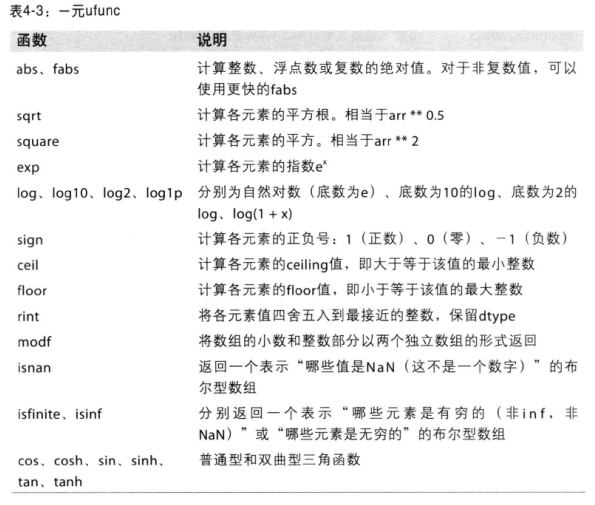 表4-3：一元ufunc
函数 说明
abs、fabs 计算整数、浮点数或复数的绝对值。对于非复数值，可以
使用更快的fabs
sqrt 计算各元素的平方根。相当于arr ** 0.5
square 计算各元素的平方。相当于arr ** 2
exp 计算各元素的指数eˣ
log、log10、log2、log1p 分别为自然对数（底数为e）、底数为10的log、底数为2的
log、log(1 + x)
sign 计算各元素的正负号：1（正数）、0（零）、－1（负数）
ceil 计算各元素的ceiling值，即大于等于该值的最小整数
floor 计算各元素的floor值，即小于等于该值的最大整数
rint 将各元素值四舍五入到最接近的整数，保留dtype
modf 将数组的小数和整数部分以两个独立数组的形式返回
isnan 返回一个表示“哪些值是NaN（这不是一个数字）”的布
尔型数组
isfinite、isinf 分别返回一个表示“哪些元素是有穷的（非inf，非
NaN）”或“哪些元素是无穷的”的布尔型数组
cos、cosh、sin、sinh、 普通型和双曲型三角函数
tan、tanh